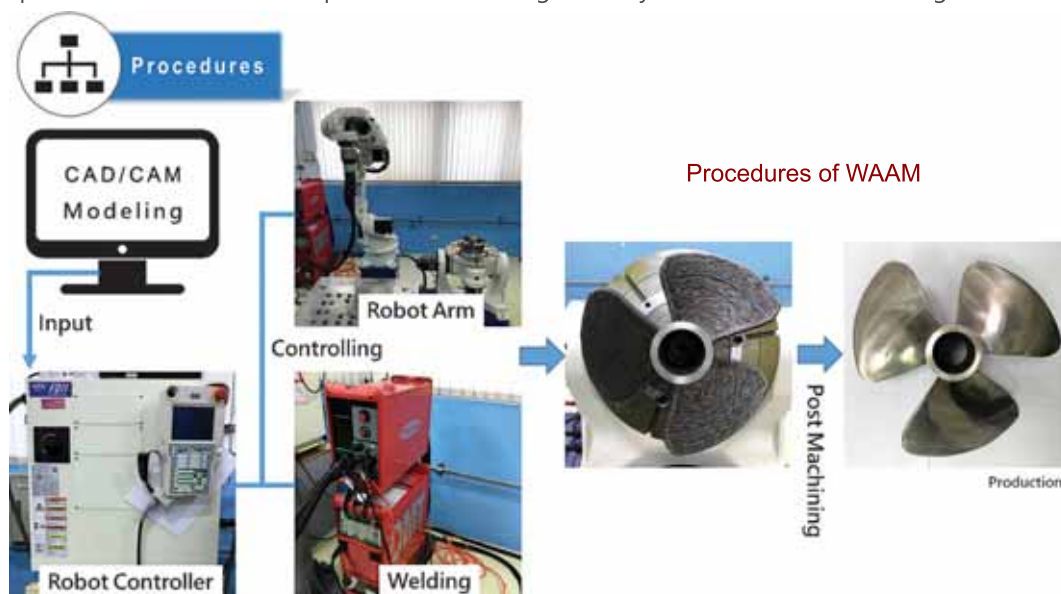 Procedures
CAD/CAM
Modeling
Procedures of WAAM
Input
Robot Arm
Controlling
Post Machining
Production
Robot Controller
Welding